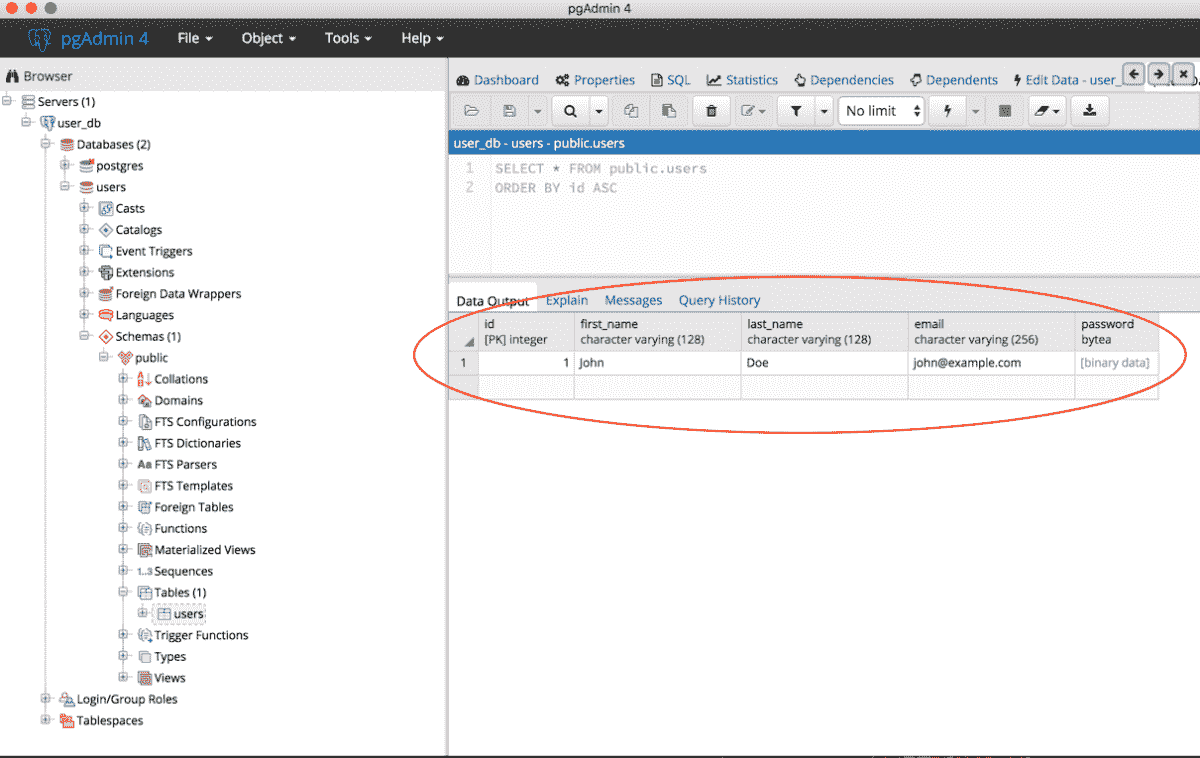 pgAdmin 4
pgAdmin 4 File Object Tools Help
Browser
Servers (1)
user_db
Databases (2)
postgres
users
Casts
Catalogs
Event Triggers
Extensions
Foreign Data Wrappers
Languages
Schemas (1)
public
Collations
Domains
FTS Configurations
FTS Dictionaries
Aa FTS Parsers
FTS Templates
Foreign Tables
Functions
Materialized Views
1..3 Sequences
Tables (1)
users
Trigger Functions
Types
Views
Login/Group Roles
Tablespaces
Dashboard Properties SQL Statistics Dependencies Dependents Edit Data - user_
No limit
user_db - users - public.users
1 SELECT * FROM public.users
2 ORDER BY id ASC
Data Output Explain Messages Query History
id first_name last_name email password
[PK] integer character varying (128) character varying (128) character varying (256) bytea
1 1 John Doe john@example.com [binary data]